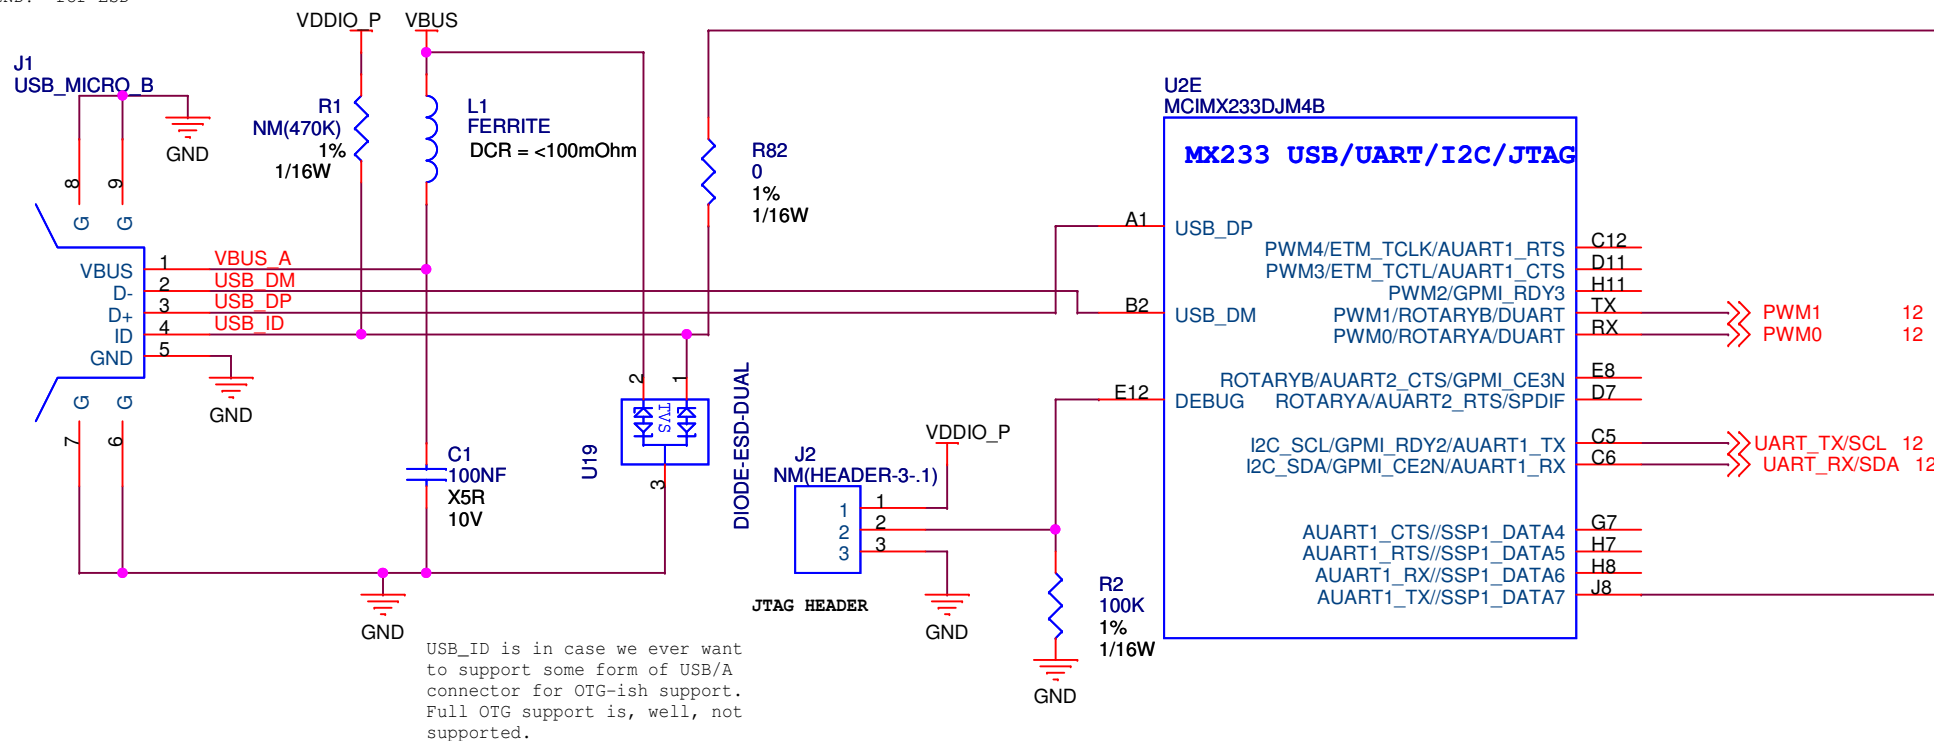 VDDIO_P
VBUS
J1
USB_MICRO_B
GND
8
9
G
G
R1
NM(470K)
1%
1/16W
L1
FERRITE
DCR = <100mOhm
R82
0
1%
1/16W
VBUS
D-
D+
ID
GND
1
2
3
4
5
VBUS_A
USB_DM
USB_DP
USB_ID
GND
G
G
7
6
C1
100NF
X5R
10V
GND
2
1
TVS
3
U19
DIODE-ESD-DUAL
USB_ID is in case we ever want
to support some form of USB/A
connector for OTG-ish support.
Full OTG support is, well, not
supported.
VDDIO_P
J2
NM(HEADER-3-.1)
1
2
3
1
2
3
JTAG HEADER
GND
R2
100K
1%
1/16W
GND
U2E
MCIMX233DJM4B
MX233 USB/UART/I2C/JTAG
A1
USB_DP
B2
USB_DM
E12
DEBUG
PWM4/ETM_TCLK/AUART1_RTS C12
PWM3/ETM_TCTL/AUART1_CTS D11
PWM2/GPMI_RDY3 H11
PWM1/ROTARYB/DUART TX PWM1 12
PWM0/ROTARYA/DUART RX PWM0 12
ROTARYB/AUART2_CTS/GPMI_CE3N E8
ROTARYA/AUART2_RTS/SPDIF D7
I2C_SCL/GPMI_RDY2/AUART1_TX C5 UART_TX/SCL 12
I2C_SDA/GPMI_CE2N/AUART1_RX C6 UART_RX/SDA 12
AUART1_CTS//SSP1_DATA4 G7
AUART1_RTS//SSP1_DATA5 H7
AUART1_RX//SSP1_DATA6 H8
AUART1_TX//SSP1_DATA7 J8